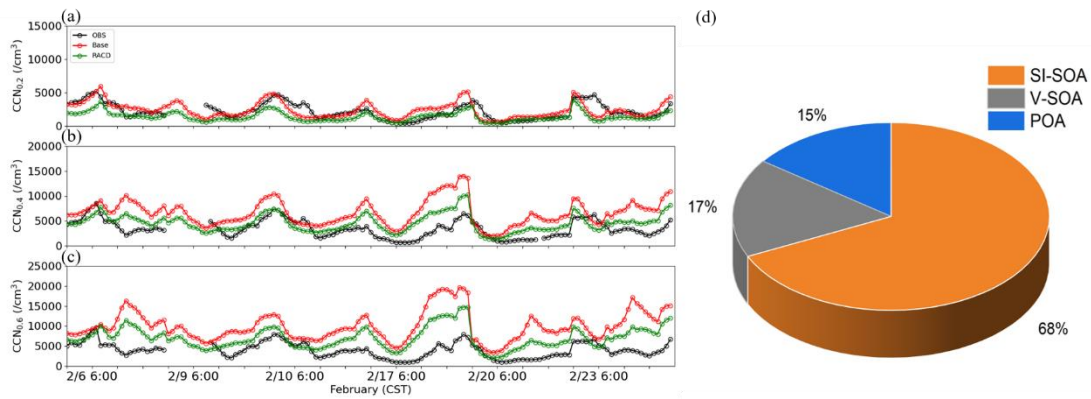 (a)
15000
10000
5000
0
CCN0.2 (/cm3)
OBS
Base
RACD
(b)
20000
15000
10000
5000
0
CCN0.4 (/cm3)
(c)
25000
20000
15000
10000
5000
0
CCN0.6 (/cm3)
2/6 6:00 2/9 6:00 2/10 6:00 2/17 6:00 2/20 6:00 2/23 6:00
February (CST)
(d)
SI-SOA
V-SOA
POA
15%
17%
68%